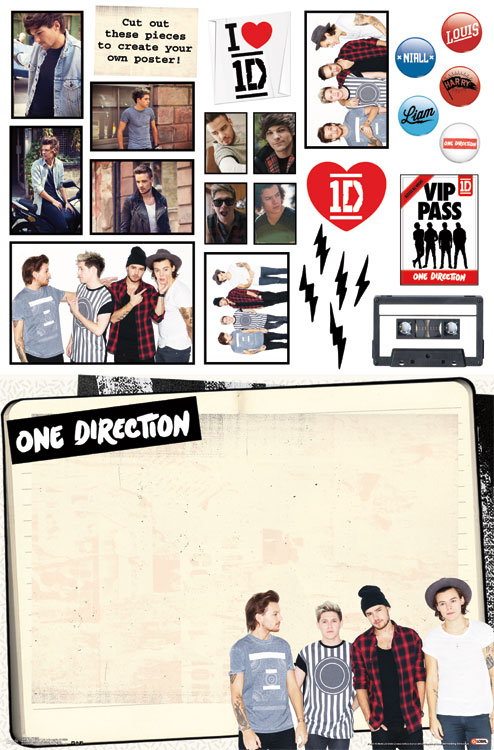 Cut out
these pieces
to create your
own poster!
I
1D
NIALL
LOUIS
HARRY
Liam
ONE DIRECTION
1D
VIP
PASS
1D
ONE DIRECTION
ONE DIRECTION
GLOBAL